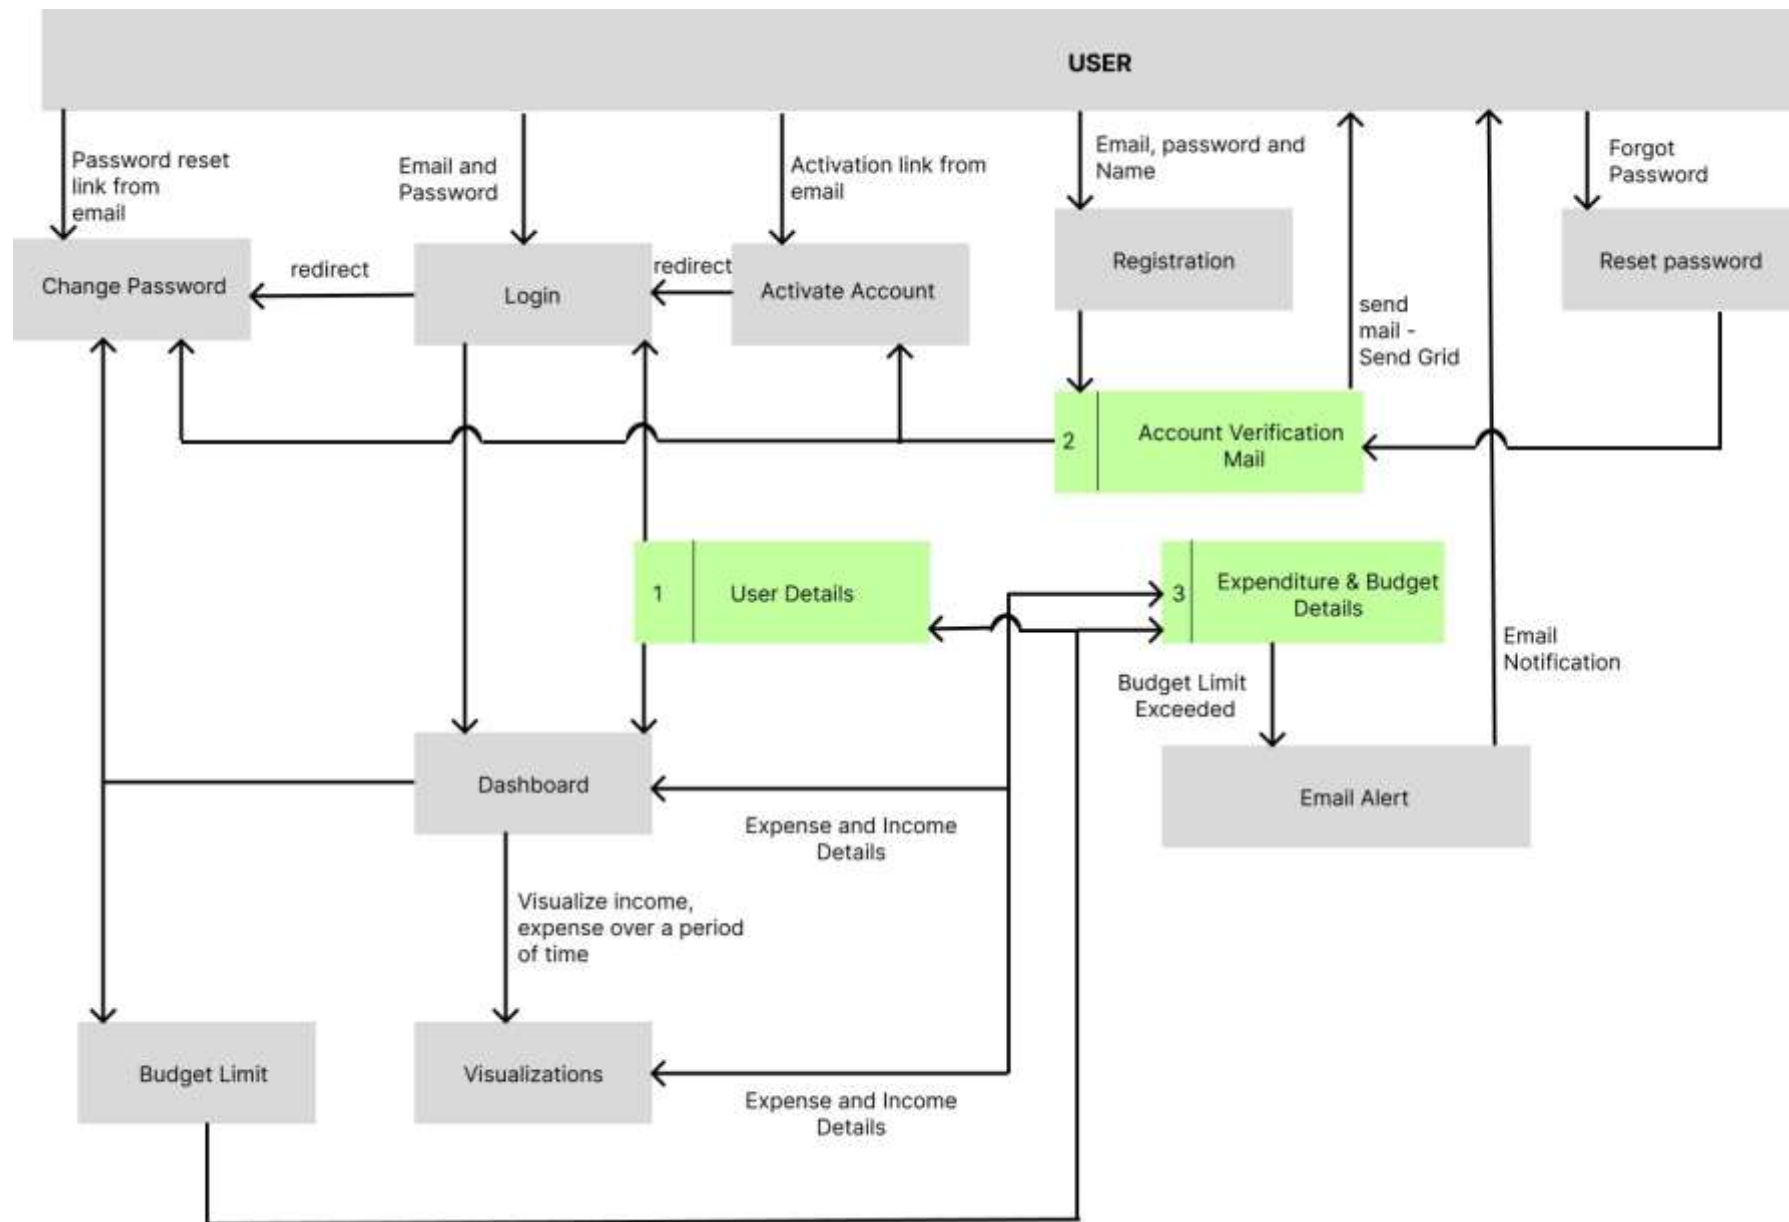 USER
Password reset
link from
email
Email and
Password
Activation link from
email
Email, password and
Name
Forgot
Password
Change Password
redirect
Login
redirect
Activate Account
Registration
Reset password
send
mail -
Send Grid
2
Account Verification
Mail
1
User Details
3
Expenditure & Budget
Details
Email
Notification
Budget Limit
Exceeded
Dashboard
Email Alert
Expense and Income
Details
Visualize income,
expense over a period
of time
Budget Limit
Visualizations
Expense and Income
Details